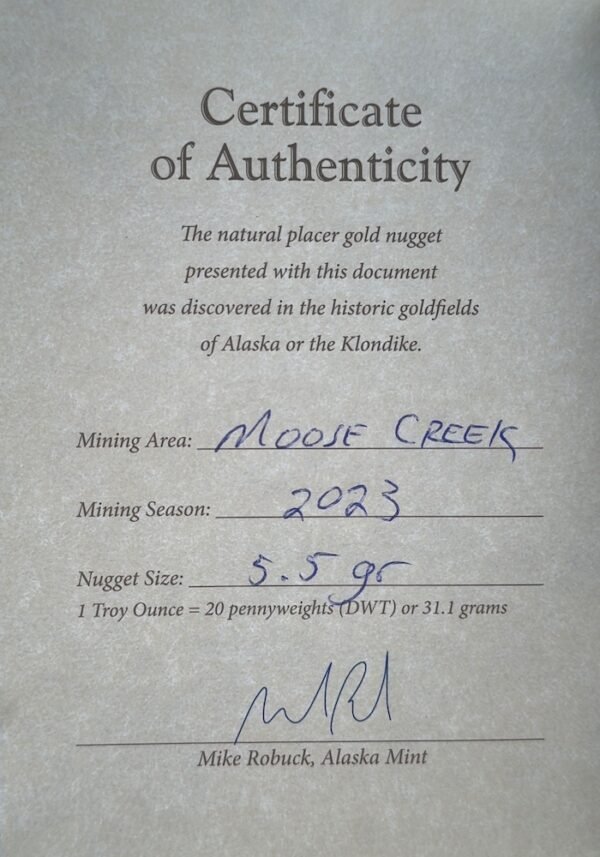 Certificate
of Authenticity
The natural placer gold nugget
presented with this document
was discovered in the historic goldfields
of Alaska or the Klondike.
Mining Area: MOOSE CREEK
Mining Season: 2023
Nugget Size: 5.5 gr
1 Troy Ounce = 20 pennyweights (DWT) or 31.1 grams
Mike Robuck, Alaska Mint